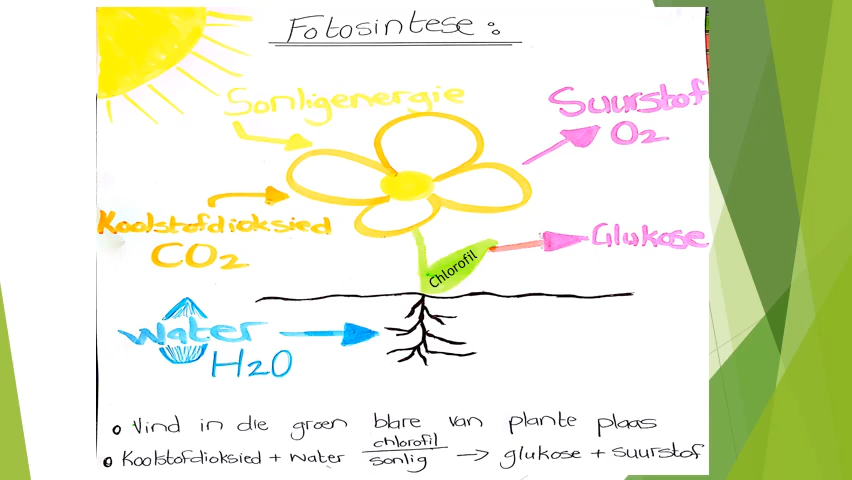 Fotosintese:
Sonligenergie
Suurstof
O2
Koolstofdioksied
CO2
Glukose
Chlorofil
Water
H2O
Vind in die groen blare van plante plaas
Koolstofdioksied + water chlorofil / sonlig → glukose + suurstof